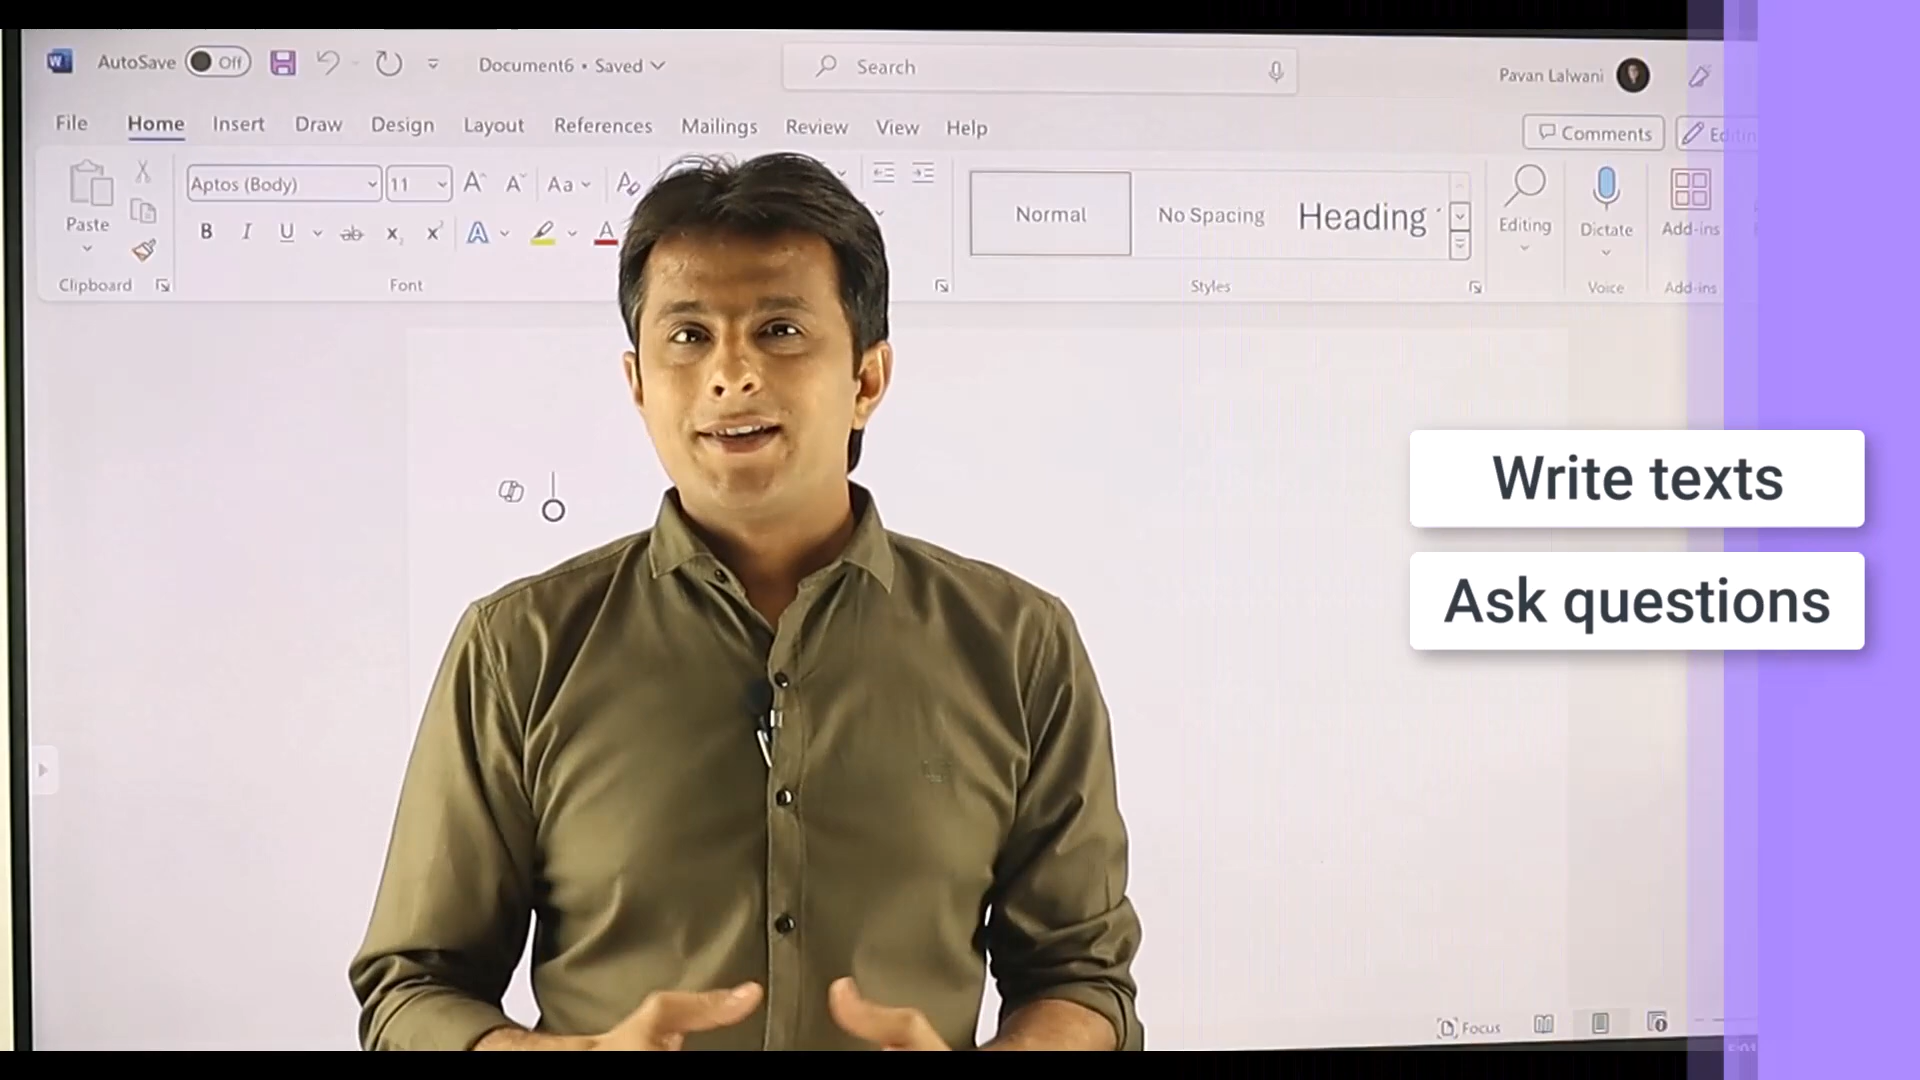 AutoSave Off Document6 • Saved Search Pavan Lalwani
File Home Insert Draw Design Layout References Mailings Review View Help Comments
Aptos (Body) 11 Aa
Paste B I U ab x x A A Normal No Spacing Heading Editing Dictate Add-ins
Clipboard Font Styles Voice Add-ins
Write texts
Ask questions
Focus